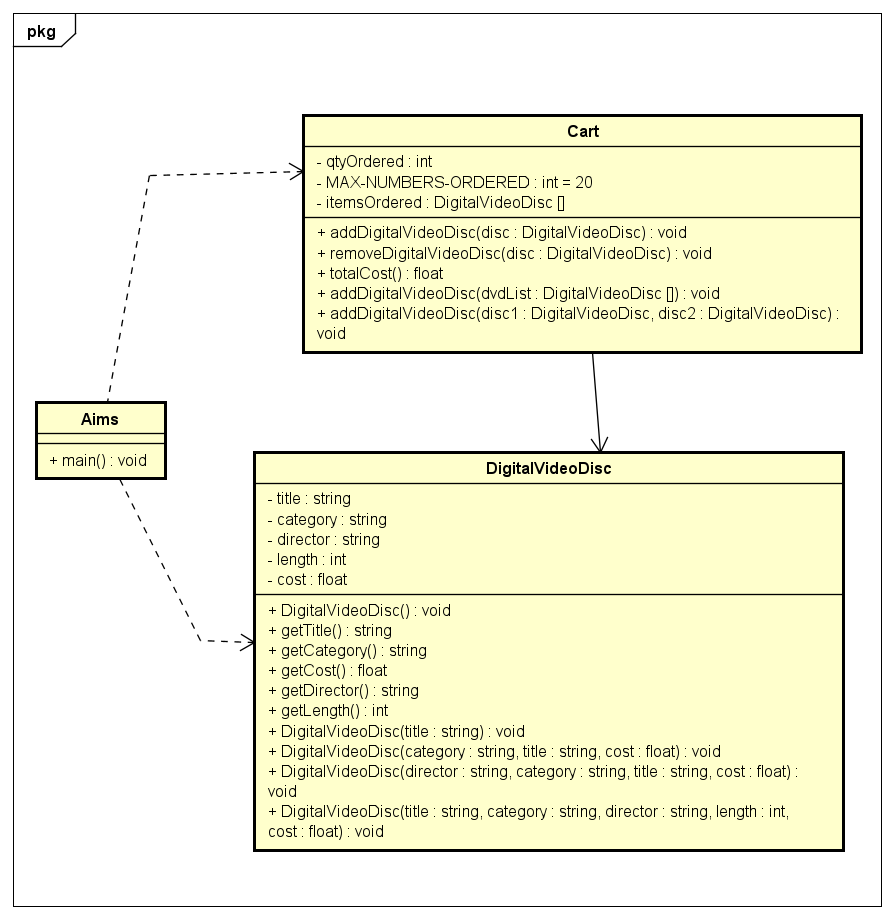 pkg
Cart
- qtyOrdered : int
- MAX-NUMBERS-ORDERED : int = 20
- itemsOrdered : DigitalVideoDisc []
+ addDigitalVideoDisc(disc : DigitalVideoDisc) : void
+ removeDigitalVideoDisc(disc : DigitalVideoDisc) : void
+ totalCost() : float
+ addDigitalVideoDisc(dvdList : DigitalVideoDisc []) : void
+ addDigitalVideoDisc(disc1 : DigitalVideoDisc, disc2 : DigitalVideoDisc) :
void
Aims
+ main() : void
DigitalVideoDisc
- title : string
- category : string
- director : string
- length : int
- cost : float
+ DigitalVideoDisc() : void
+ getTitle() : string
+ getCategory() : string
+ getCost() : float
+ getDirector() : string
+ getLength() : int
+ DigitalVideoDisc(title : string) : void
+ DigitalVideoDisc(category : string, title : string, cost : float) : void
+ DigitalVideoDisc(director : string, category : string, title : string, cost : float) :
void
+ DigitalVideoDisc(title : string, category : string, director : string, length : int,
cost : float) : void